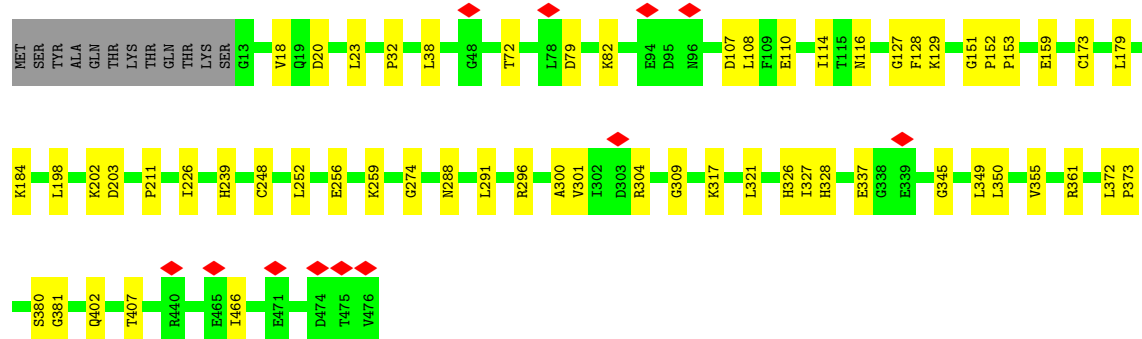 MET SER TYR ALA GLN THR LYS THR GLN THR LYS SER G13 V18 Q19 D20 L23 P32 L38 G48 T72 L78 D79 K82 E94 D95 N96 D107 L108 F109 E110 I114 T115 N116 G127 F128 K129 G151 P152 P153 E159 C173 L179
K184 L198 K202 D203 P211 I226 H239 C248 L252 E256 K259 G274 N288 L291 R296 A300 V301 I302 D303 R304 G309 K317 L321 H326 I327 H328 E337 G338 E339 G345 L349 L350 V355 R361 L372 P373
S380 G381 Q402 T407 R440 E465 I466 E471 D474 T475 V476